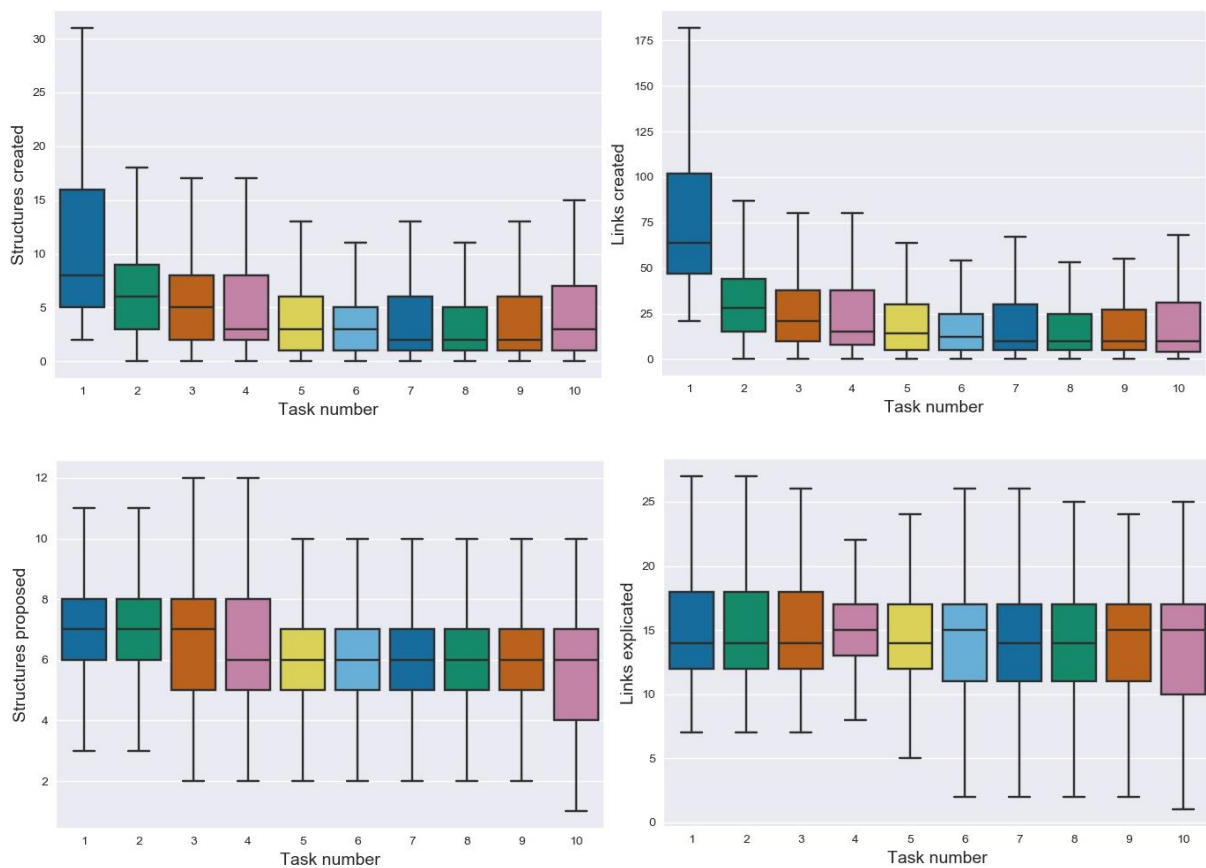 Structures created
30
25
20
15
10
5
0
1 2 3 4 5 6 7 8 9 10
Task number
Links created
175
150
125
100
75
50
25
0
1 2 3 4 5 6 7 8 9 10
Task number
Structures proposed
12
10
8
6
4
2
1 2 3 4 5 6 7 8 9 10
Task number
Links explicated
25
20
15
10
5
0
1 2 3 4 5 6 7 8 9 10
Task number